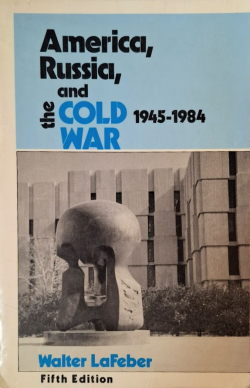 America,
Russia,
and
the COLD 1945-1984
WAR
Walter LaFeber
Fifth Edition